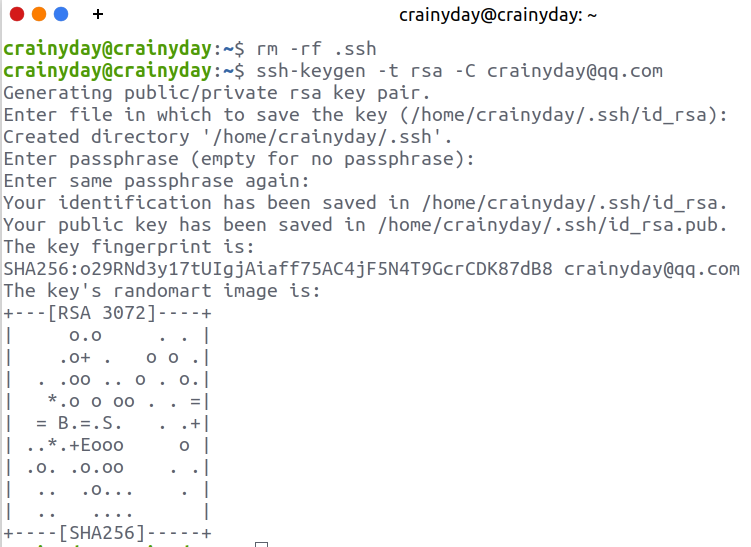 + crainyday@crainyday: ~
crainyday@crainyday:~$ rm -rf .ssh
crainyday@crainyday:~$ ssh-keygen -t rsa -C crainyday@qq.com
Generating public/private rsa key pair.
Enter file in which to save the key (/home/crainyday/.ssh/id_rsa):
Created directory '/home/crainyday/.ssh'.
Enter passphrase (empty for no passphrase):
Enter same passphrase again:
Your identification has been saved in /home/crainyday/.ssh/id_rsa.
Your public key has been saved in /home/crainyday/.ssh/id_rsa.pub.
The key fingerprint is:
SHA256:o29RNd3y17tUIgjAiaff75AC4jF5N4T9GcrCDK87dB8 crainyday@qq.com
The key's randomart image is:
+---[RSA 3072]----+
|     o.o     . . |
|    .o+ .   o o .|
|  . .oo .. o . o.|
|   *.o o oo . . =|
|  = B.=.S.   . .+|
| ..*.+Eooo     o |
| .o. .o.oo    . .|
|  ..  .o...    . |
|  ..   ....      |
+----[SHA256]-----+